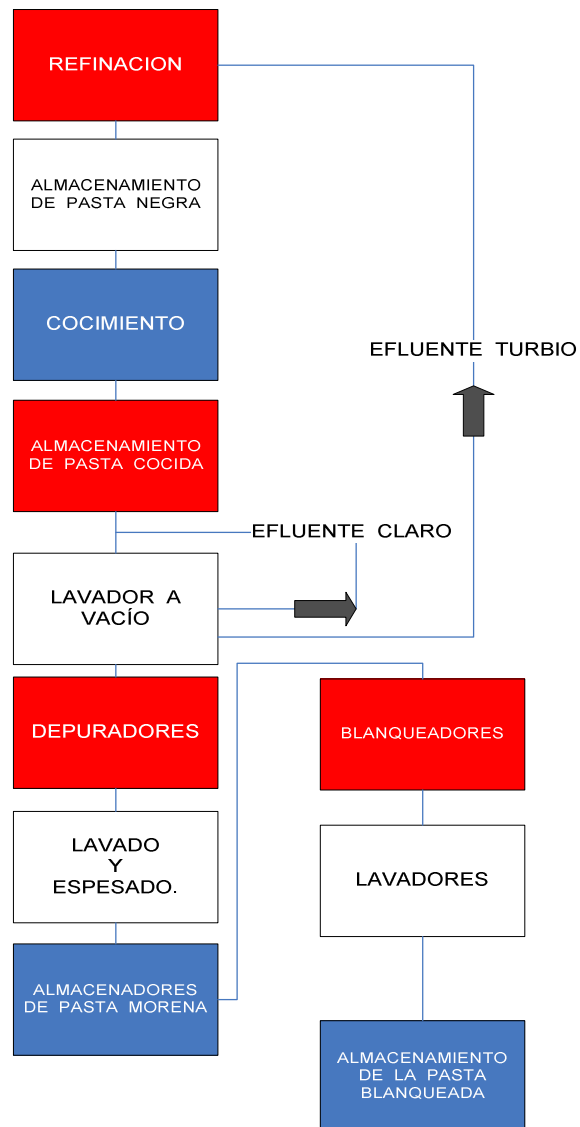 REFINACION
ALMACENAMIENTO
DE PASTA NEGRA
COCIMIENTO
EFLUENTE TURBIO
ALMACENAMIENTO
DE PASTA COCIDA
EFLUENTE CLARO
LAVADOR A
VACÍO
DEPURADORES
LAVADO
Y
ESPESADO.
ALMACENADORES
DE PASTA MORENA
BLANQUEADORES
LAVADORES
ALMACENAMIENTO
DE LA PASTA
BLANQUEADA